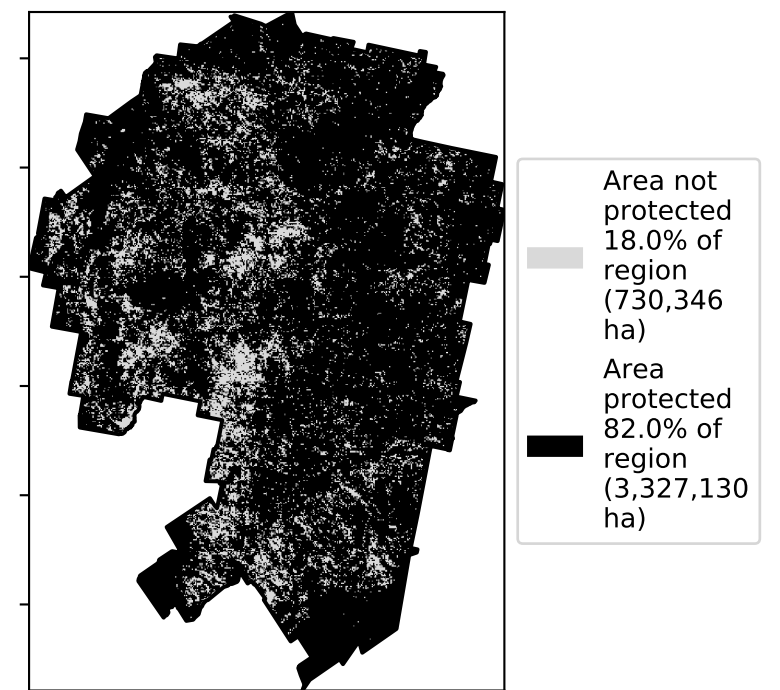 Area not
protected
18.0% of
region
(730,346
ha)
Area
protected
82.0% of
region
(3,327,130
ha)